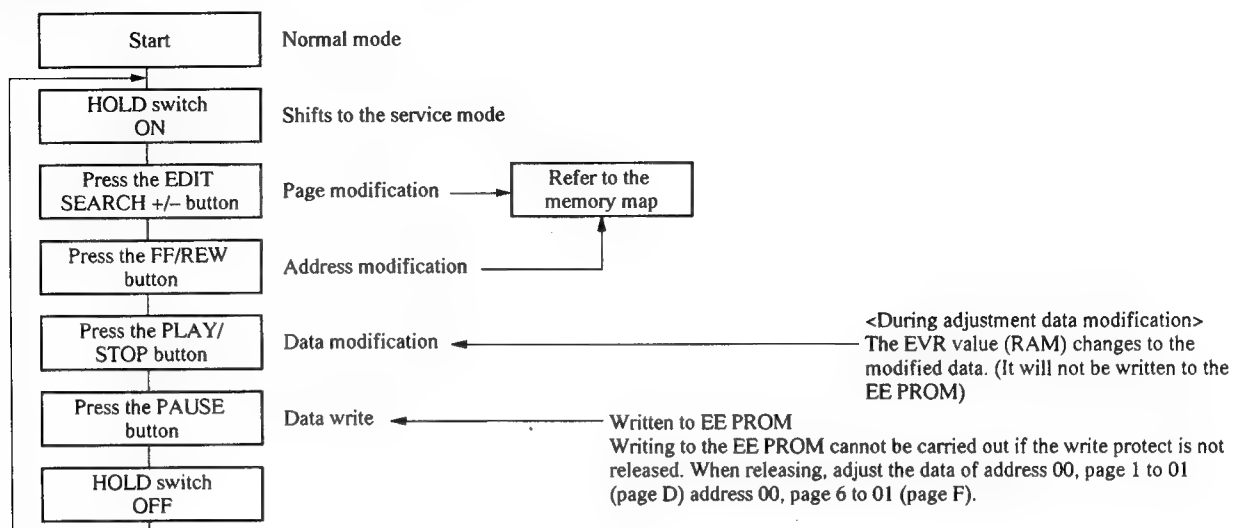 Start
Normal mode
HOLD switch
ON
Shifts to the service mode
Press the EDIT
SEARCH +/– button
Page modification
Refer to the
memory map
Press the FF/REW
button
Address modification
Press the PLAY/
STOP button
Data modification
<During adjustment data modification>
The EVR value (RAM) changes to the
modified data. (It will not be written to the
EE PROM)
Press the PAUSE
button
Data write
Written to EE PROM
Writing to the EE PROM cannot be carried out if the write protect is not
released. When releasing, adjust the data of address 00, page 1 to 01
(page D) address 00, page 6 to 01 (page F).
HOLD switch
OFF